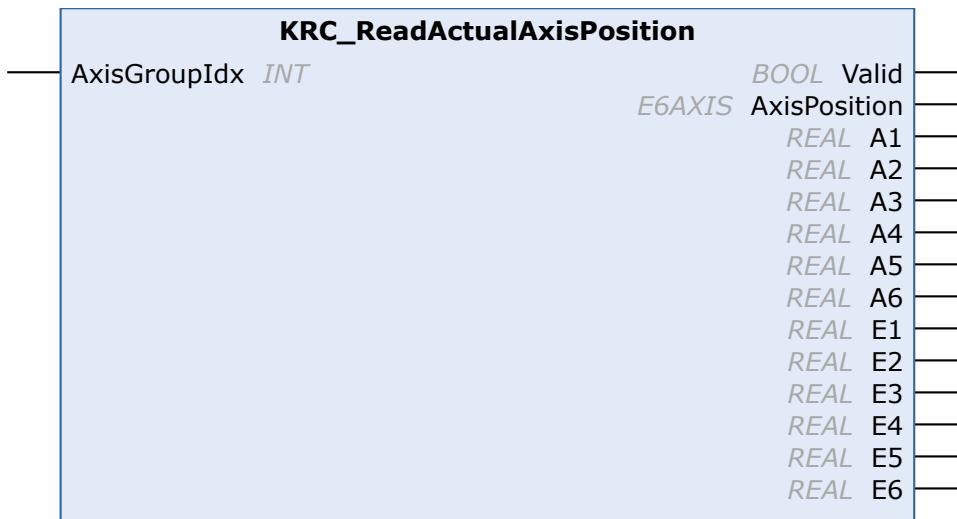 KRC_ReadActualAxisPosition
AxisGroupIdx INT BOOL Valid
E6AXIS AxisPosition
REAL A1
REAL A2
REAL A3
REAL A4
REAL A5
REAL A6
REAL E1
REAL E2
REAL E3
REAL E4
REAL E5
REAL E6